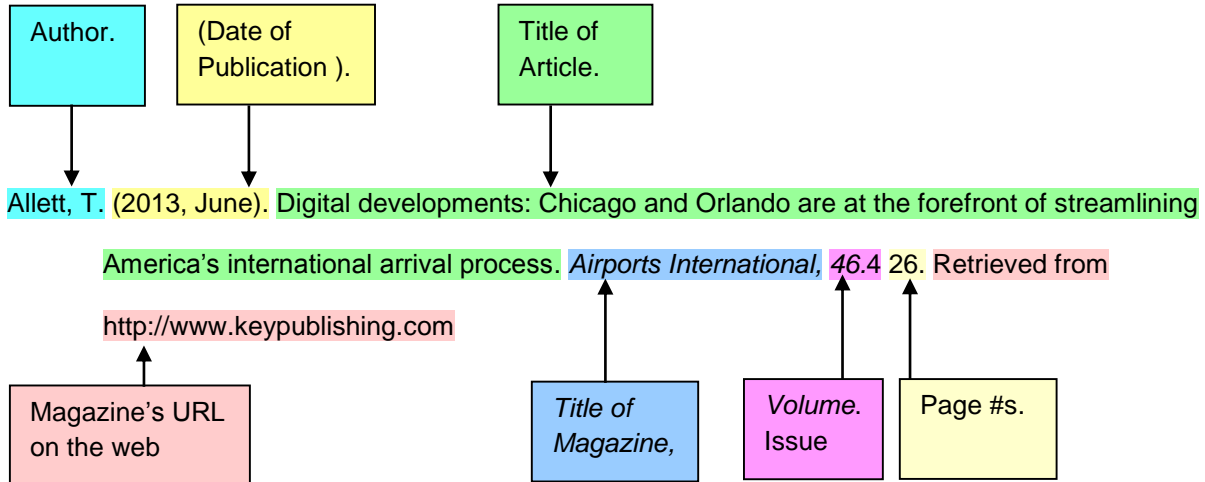 Author.
(Date of
Publication ).
Title of
Article.
Allett, T. (2013, June). Digital developments: Chicago and Orlando are at the forefront of streamlining
America’s international arrival process. Airports International, 46.4 26. Retrieved from
http://www.keypublishing.com
Magazine’s URL
on the web
Title of
Magazine,
Volume.
Issue
Page #s.